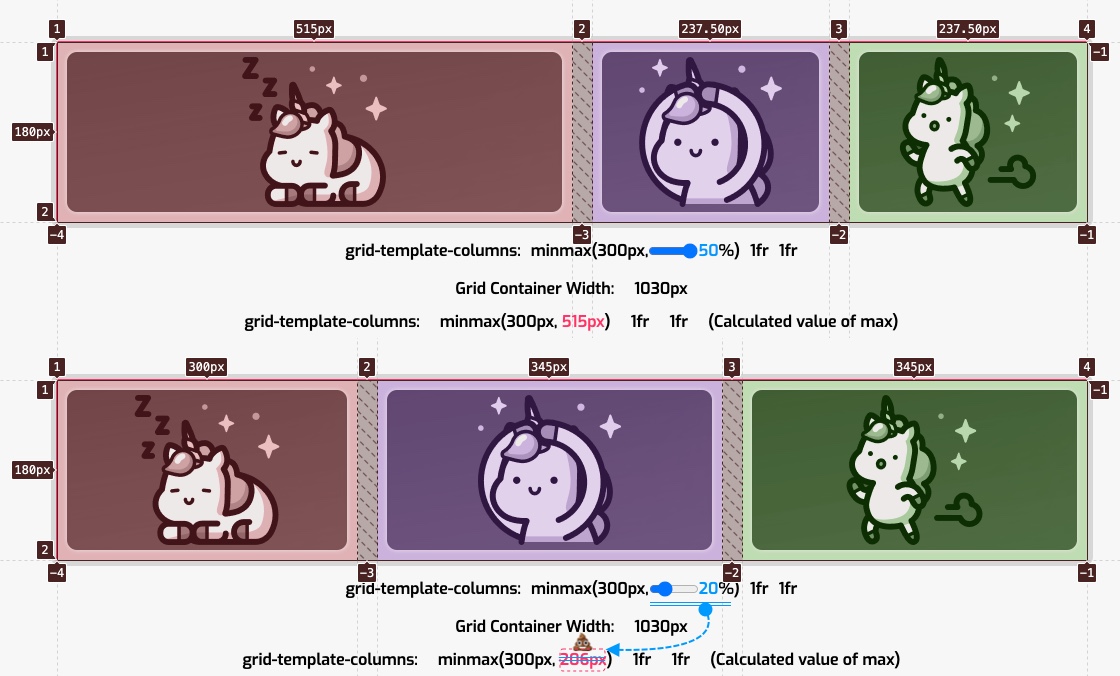 1 515px 2 237.50px 3 237.50px 4
1 −1
Z
Z
Z
180px
2
−4 −3 −2 −1
grid-template-columns: minmax(300px, 50%) 1fr 1fr
Grid Container Width: 1030px
grid-template-columns: minmax(300px, 515px) 1fr 1fr (Calculated value of max)
1 300px 2 345px 3 345px 4
1 −1
Z
Z
Z
180px
2
−4 −3 −2 −1
grid-template-columns: minmax(300px, 20%) 1fr 1fr
Grid Container Width: 1030px
grid-template-columns: minmax(300px, 206px) 1fr 1fr (Calculated value of max)